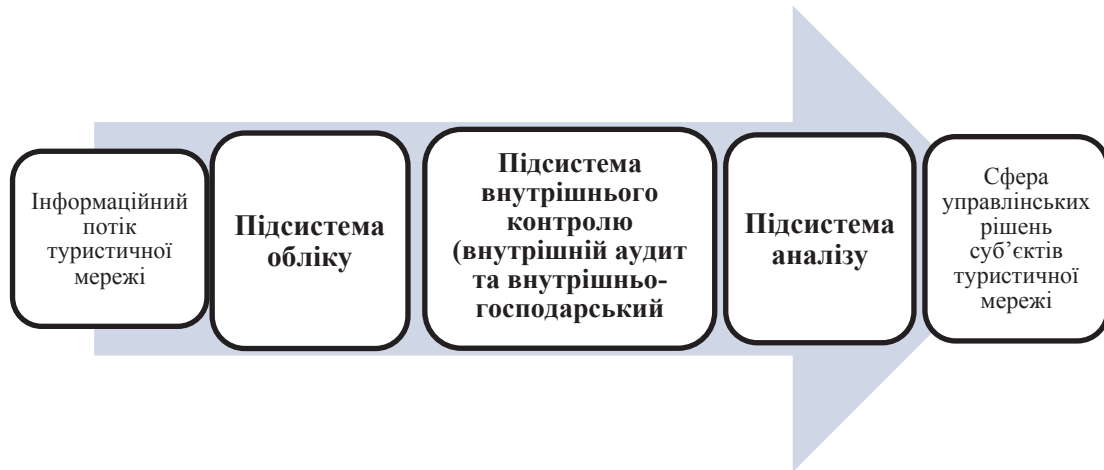 Інформаційний
потік
туристичної
мережі
Підсистема
обліку
Підсистема
внутрішнього
контролю
(внутрішній аудит
та внутрішньо-
господарський
Підсистема
аналізу
Сфера
управлінських
рішень
суб’єктів
туристичної
мережі